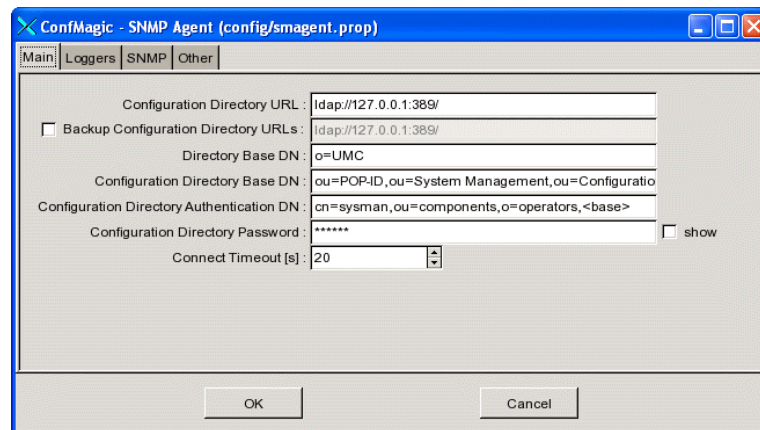 ConfMagic - SNMP Agent (config/smagent.prop)
Main Loggers SNMP Other
Configuration Directory URL : ldap://127.0.0.1:389/
Backup Configuration Directory URLs : ldap://127.0.0.1:389/
Directory Base DN : o=UMC
Configuration Directory Base DN : ou=POP-ID,ou=System Management,ou=Configuratio
Configuration Directory Authentication DN : cn=sysman,ou=components,o=operators,<base>
Configuration Directory Password : ****** show
Connect Timeout [s] : 20
OK Cancel